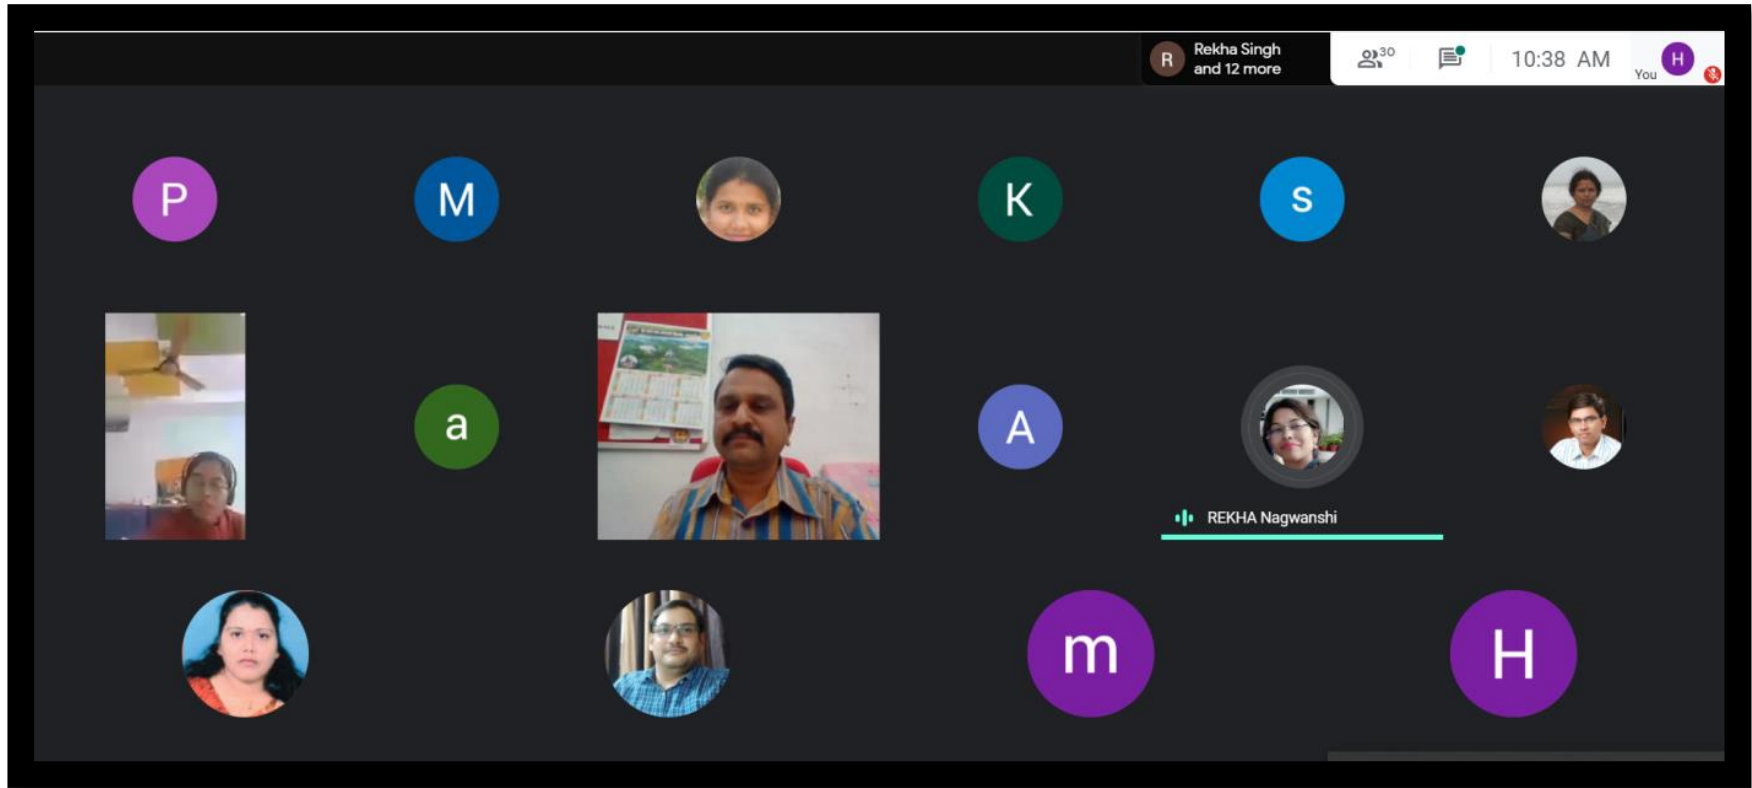 R Rekha Singh
and 12 more
30
10:38 AM
You H
P M K s
a A
REKHA Nagwanshi
m H